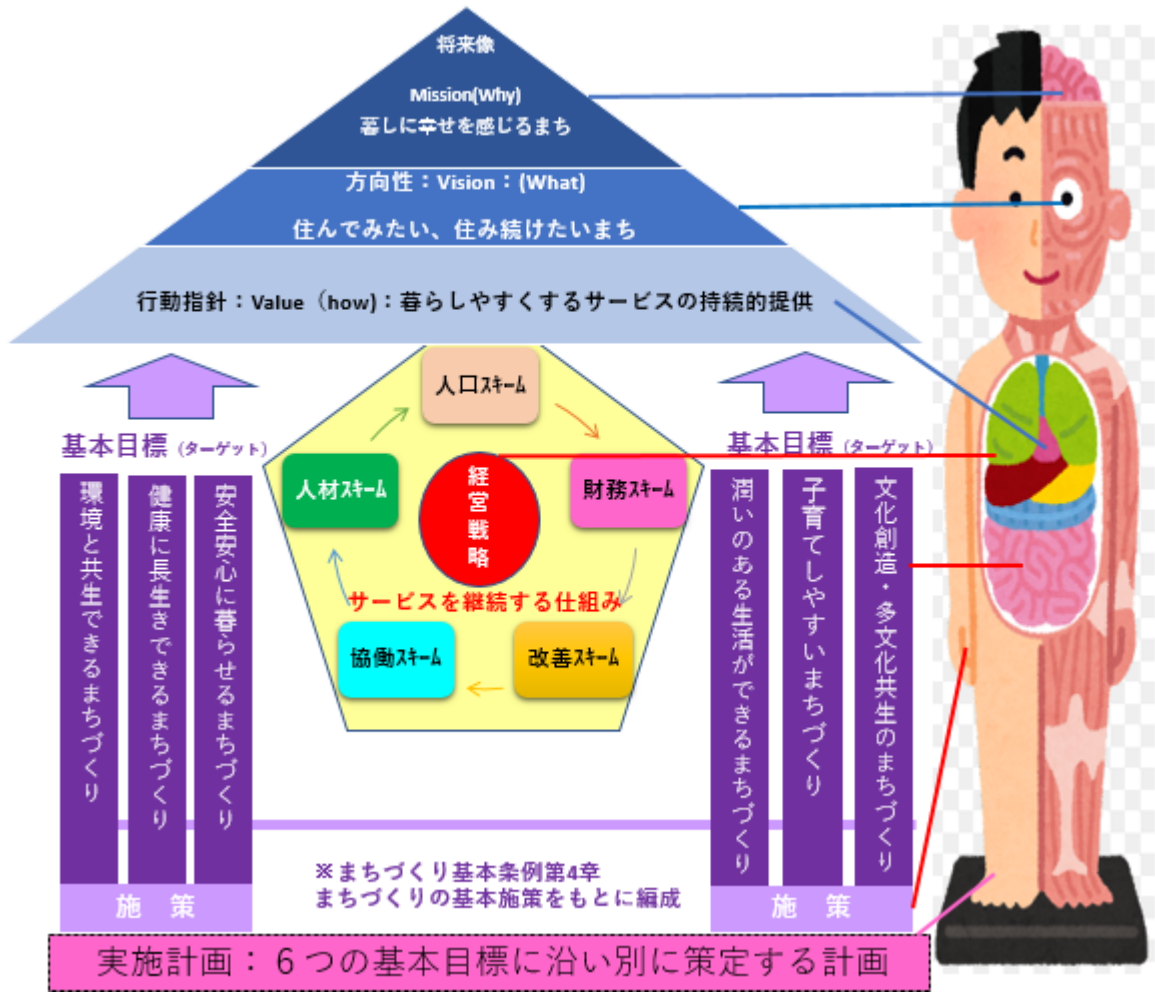 将来像
Mission(Why)
暮しに幸せを感じるまち
方向性：Vision：(What)
住んでみたい、住み続けたいまち
行動指針：Value（how)：暮らしやすくするサービスの持続的提供
基本目標（ターゲット）
環境と共生できるまちづくり
健康に長生きできるまちづくり
安全安心に暮らせるまちづくり
施 策
人口ｽｷｰﾑ
人材ｽｷｰﾑ
経営戦略
財務ｽｷｰﾑ
サービスを継続する仕組み
協働ｽｷｰﾑ
改善ｽｷｰﾑ
基本目標（ターゲット）
潤いのある生活ができるまちづくり
子育てしやすいまちづくり
文化創造・多文化共生のまちづくり
施 策
※まちづくり基本条例第4章
まちづくりの基本施策をもとに編成
実施計画：６つの基本目標に沿い別に策定する計画